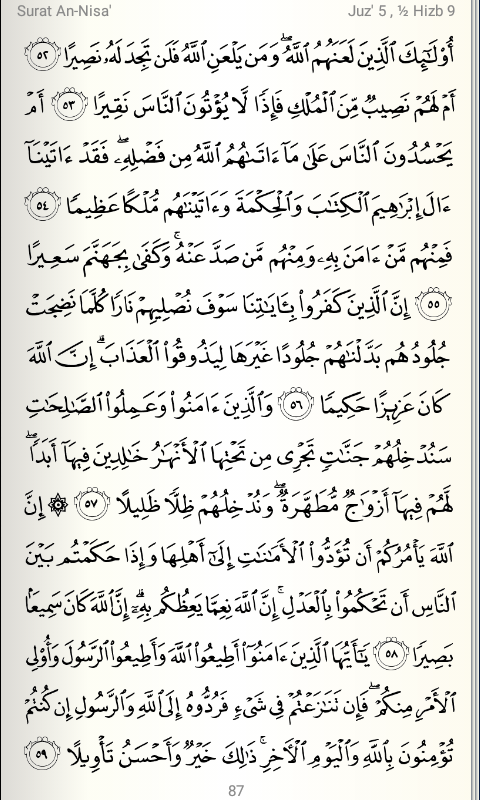 Surat An-Nisa' Juz' 5 , ½ Hizb 9
أُو۟لَـٰٓئِكَ ٱلَّذِينَ لَعَنَهُمُ ٱللَّهُ ۖ وَمَن يَلْعَنِ ٱللَّهُ فَلَن تَجِدَ لَهُۥ نَصِيرًا ٥٢
أَمْ لَهُمْ نَصِيبٌ مِّنَ ٱلْمُلْكِ فَإِذًا لَّا يُؤْتُونَ ٱلنَّاسَ نَقِيرًا ٥٣ أَمْ
يَحْسُدُونَ ٱلنَّاسَ عَلَىٰ مَآ ءَاتَىٰهُمُ ٱللَّهُ مِن فَضْلِهِۦ ۖ فَقَدْ ءَاتَيْنَآ
ءَالَ إِبْرَٰهِيمَ ٱلْكِتَـٰبَ وَٱلْحِكْمَةَ وَءَاتَيْنَـٰهُم مُّلْكًا عَظِيمًا ٥٤
فَمِنْهُم مَّنْ ءَامَنَ بِهِۦ وَمِنْهُم مَّن صَدَّ عَنْهُ ۚ وَكَفَىٰ بِجَهَنَّمَ سَعِيرًا
٥٥ إِنَّ ٱلَّذِينَ كَفَرُوا۟ بِـَٔايَـٰتِنَا سَوْفَ نُصْلِيهِمْ نَارًا كُلَّمَا نَضِجَتْ
جُلُودُهُم بَدَّلْنَـٰهُمْ جُلُودًا غَيْرَهَا لِيَذُوقُوا۟ ٱلْعَذَابَ ۗ إِنَّ ٱللَّهَ
كَانَ عَزِيزًا حَكِيمًا ٥٦ وَٱلَّذِينَ ءَامَنُوا۟ وَعَمِلُوا۟ ٱلصَّـٰلِحَـٰتِ
سَنُدْخِلُهُمْ جَنَّـٰتٍ تَجْرِى مِن تَحْتِهَا ٱلْأَنْهَـٰرُ خَـٰلِدِينَ فِيهَآ أَبَدًا ۖ
لَّهُمْ فِيهَآ أَزْوَٰجٌ مُّطَهَّرَةٌ ۖ وَنُدْخِلُهُمْ ظِلًّا ظَلِيلًا ٥٧ ۞ إِنَّ
ٱللَّهَ يَأْمُرُكُمْ أَن تُؤَدُّوا۟ ٱلْأَمَـٰنَـٰتِ إِلَىٰٓ أَهْلِهَا وَإِذَا حَكَمْتُم بَيْنَ
ٱلنَّاسِ أَن تَحْكُمُوا۟ بِٱلْعَدْلِ ۚ إِنَّ ٱللَّهَ نِعِمَّا يَعِظُكُم بِهِۦٓ ۗ إِنَّ ٱللَّهَ كَانَ سَمِيعًۢا
بَصِيرًا ٥٨ يَـٰٓأَيُّهَا ٱلَّذِينَ ءَامَنُوٓا۟ أَطِيعُوا۟ ٱللَّهَ وَأَطِيعُوا۟ ٱلرَّسُولَ وَأُو۟لِى
ٱلْأَمْرِ مِنكُمْ ۖ فَإِن تَنَـٰزَعْتُمْ فِى شَىْءٍ فَرُدُّوهُ إِلَى ٱللَّهِ وَٱلرَّسُولِ إِن كُنتُمْ
تُؤْمِنُونَ بِٱللَّهِ وَٱلْيَوْمِ ٱلْـَٔاخِرِ ۚ ذَٰلِكَ خَيْرٌ وَأَحْسَنُ تَأْوِيلًا ٥٩
87